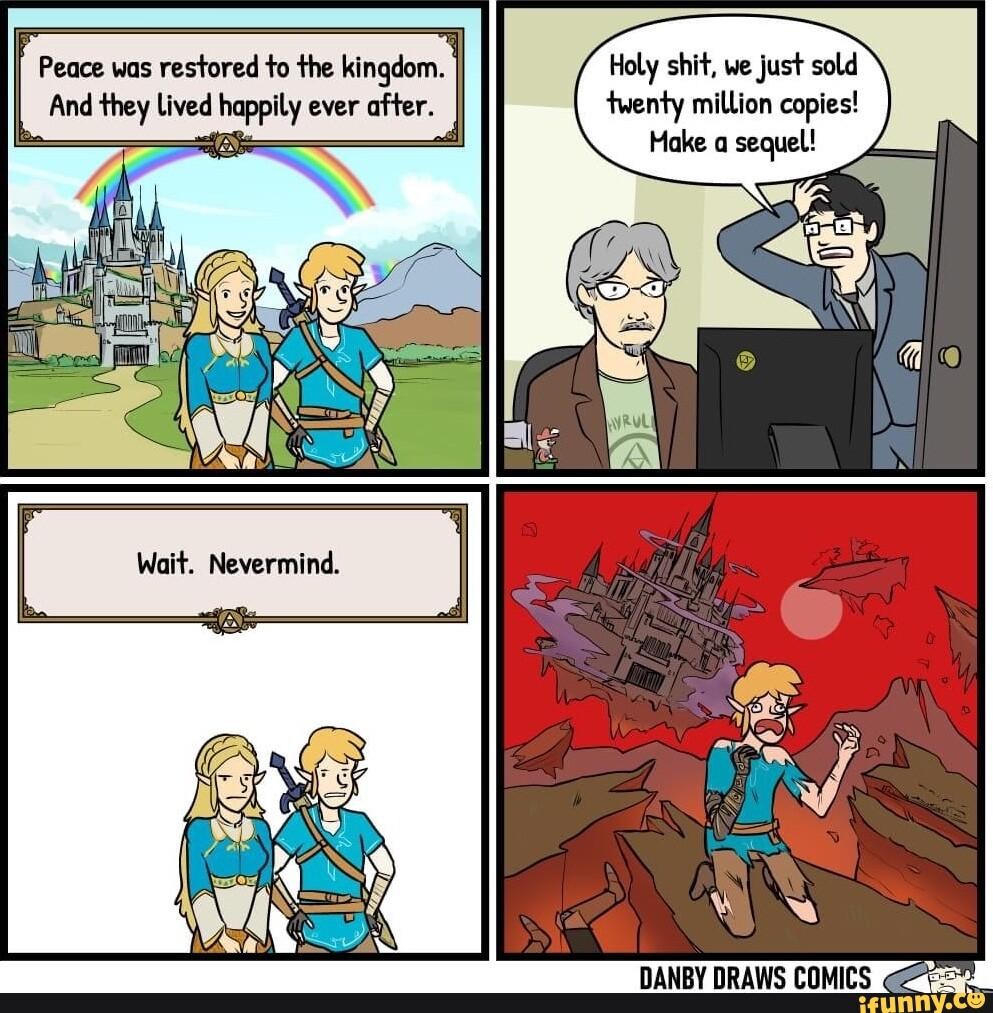 Peace was restored to the kingdom.
And they lived happily ever after.
Holy shit, we just sold
twenty million copies!
Make a sequel!
HYRUL
Wait. Nevermind.
DANBY DRAWS COMICS
ifunny.co